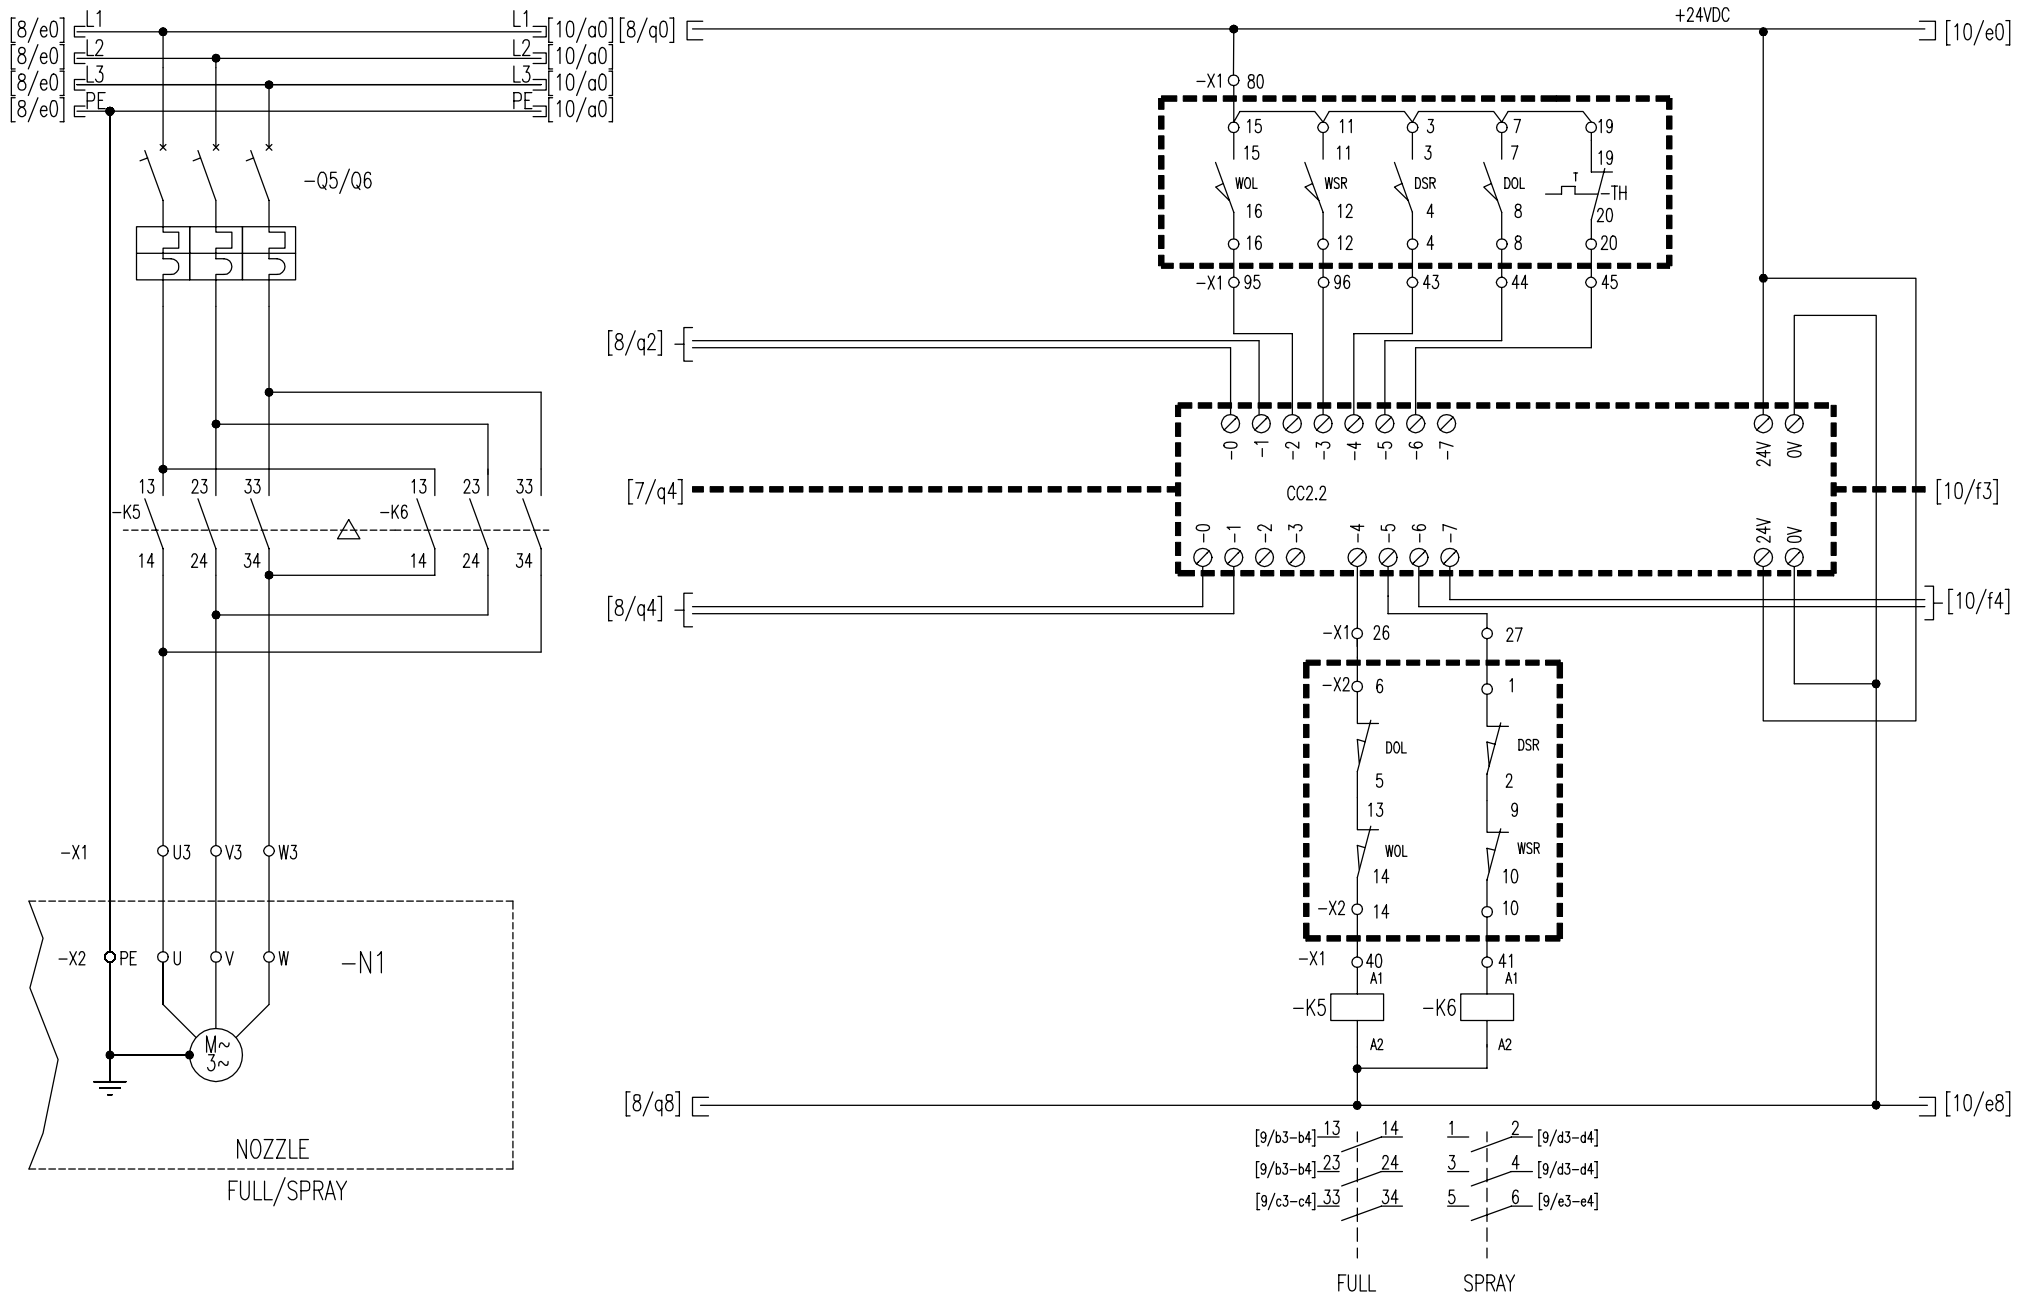 [8/e0] L1 L1 [10/a0] [8/q0] +24VDC [10/e0]
[8/e0] L2 L2 [10/a0]
[8/e0] L3 L3 [10/a0]
[8/e0] PE PE [10/a0]
-X1 80
15 11 3 7 19
15 11 3 7 19
-Q5/Q6
WOL WSR DSR DOL T -TH
16 12 4 8 20
16 12 4 8 20
-X1 95 96 43 44 45
[8/q2]
-0 -1 -2 -3 -4 -5 -6 -7 24V 0V
13 23 33 13 23 33
[7/q4] CC2.2 [10/f3]
-K5 -K6
-0 -1 -2 -3 -4 -5 -6 -7 24V 0V
14 24 34 14 24 34
[8/q4] [10/f4]
-X1 26 27
-X2 6 1
DOL DSR
5 2
13 9
-X1 U3 V3 W3
WOL WSR
14 10
-X2 14 10
-X2 PE U V W -N1
-X1 40 41
A1 A1
-K5 -K6
M~
3~
A2 A2
[8/q8] [10/e8]
[9/b3-b4] 13 14 1 2 [9/d3-d4]
NOZZLE
[9/b3-b4] 23 24 3 4 [9/d3-d4]
FULL/SPRAY
[9/c3-c4] 33 34 5 6 [9/e3-e4]
FULL SPRAY